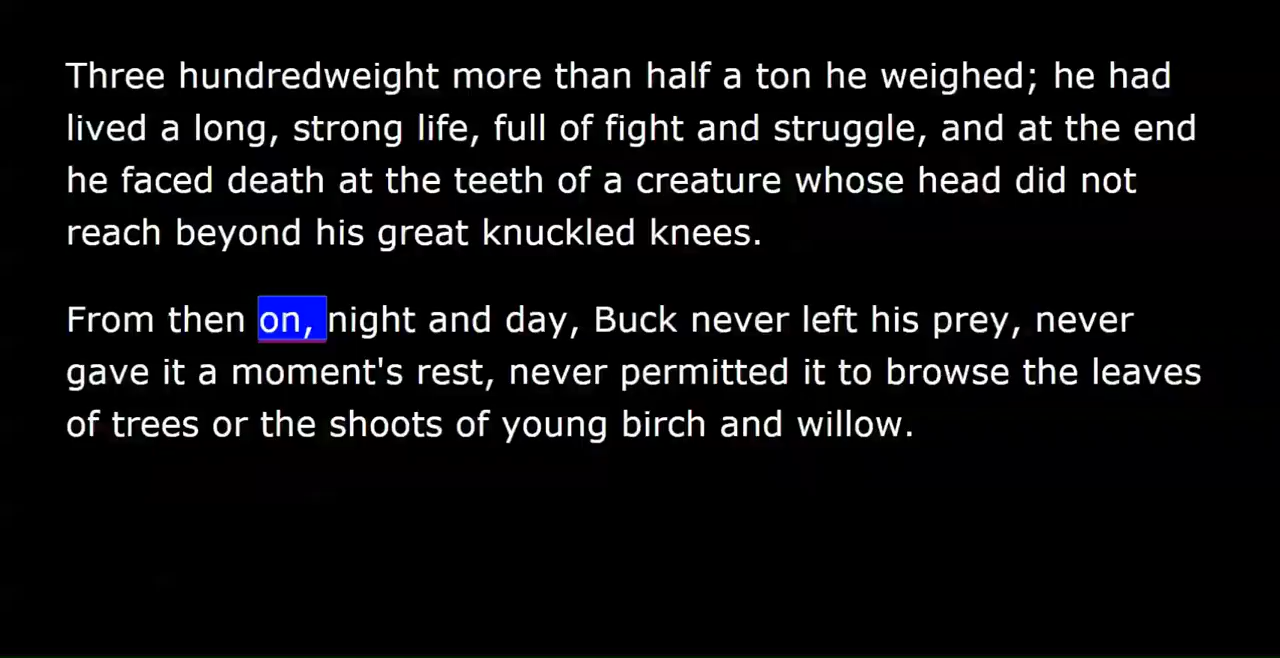 Three hundredweight more than half a ton he weighed; he had
lived a long, strong life, full of fight and struggle, and at the end
he faced death at the teeth of a creature whose head did not
reach beyond his great knuckled knees.
From then on, night and day, Buck never left his prey, never
gave it a moment's rest, never permitted it to browse the leaves
of trees or the shoots of young birch and willow.